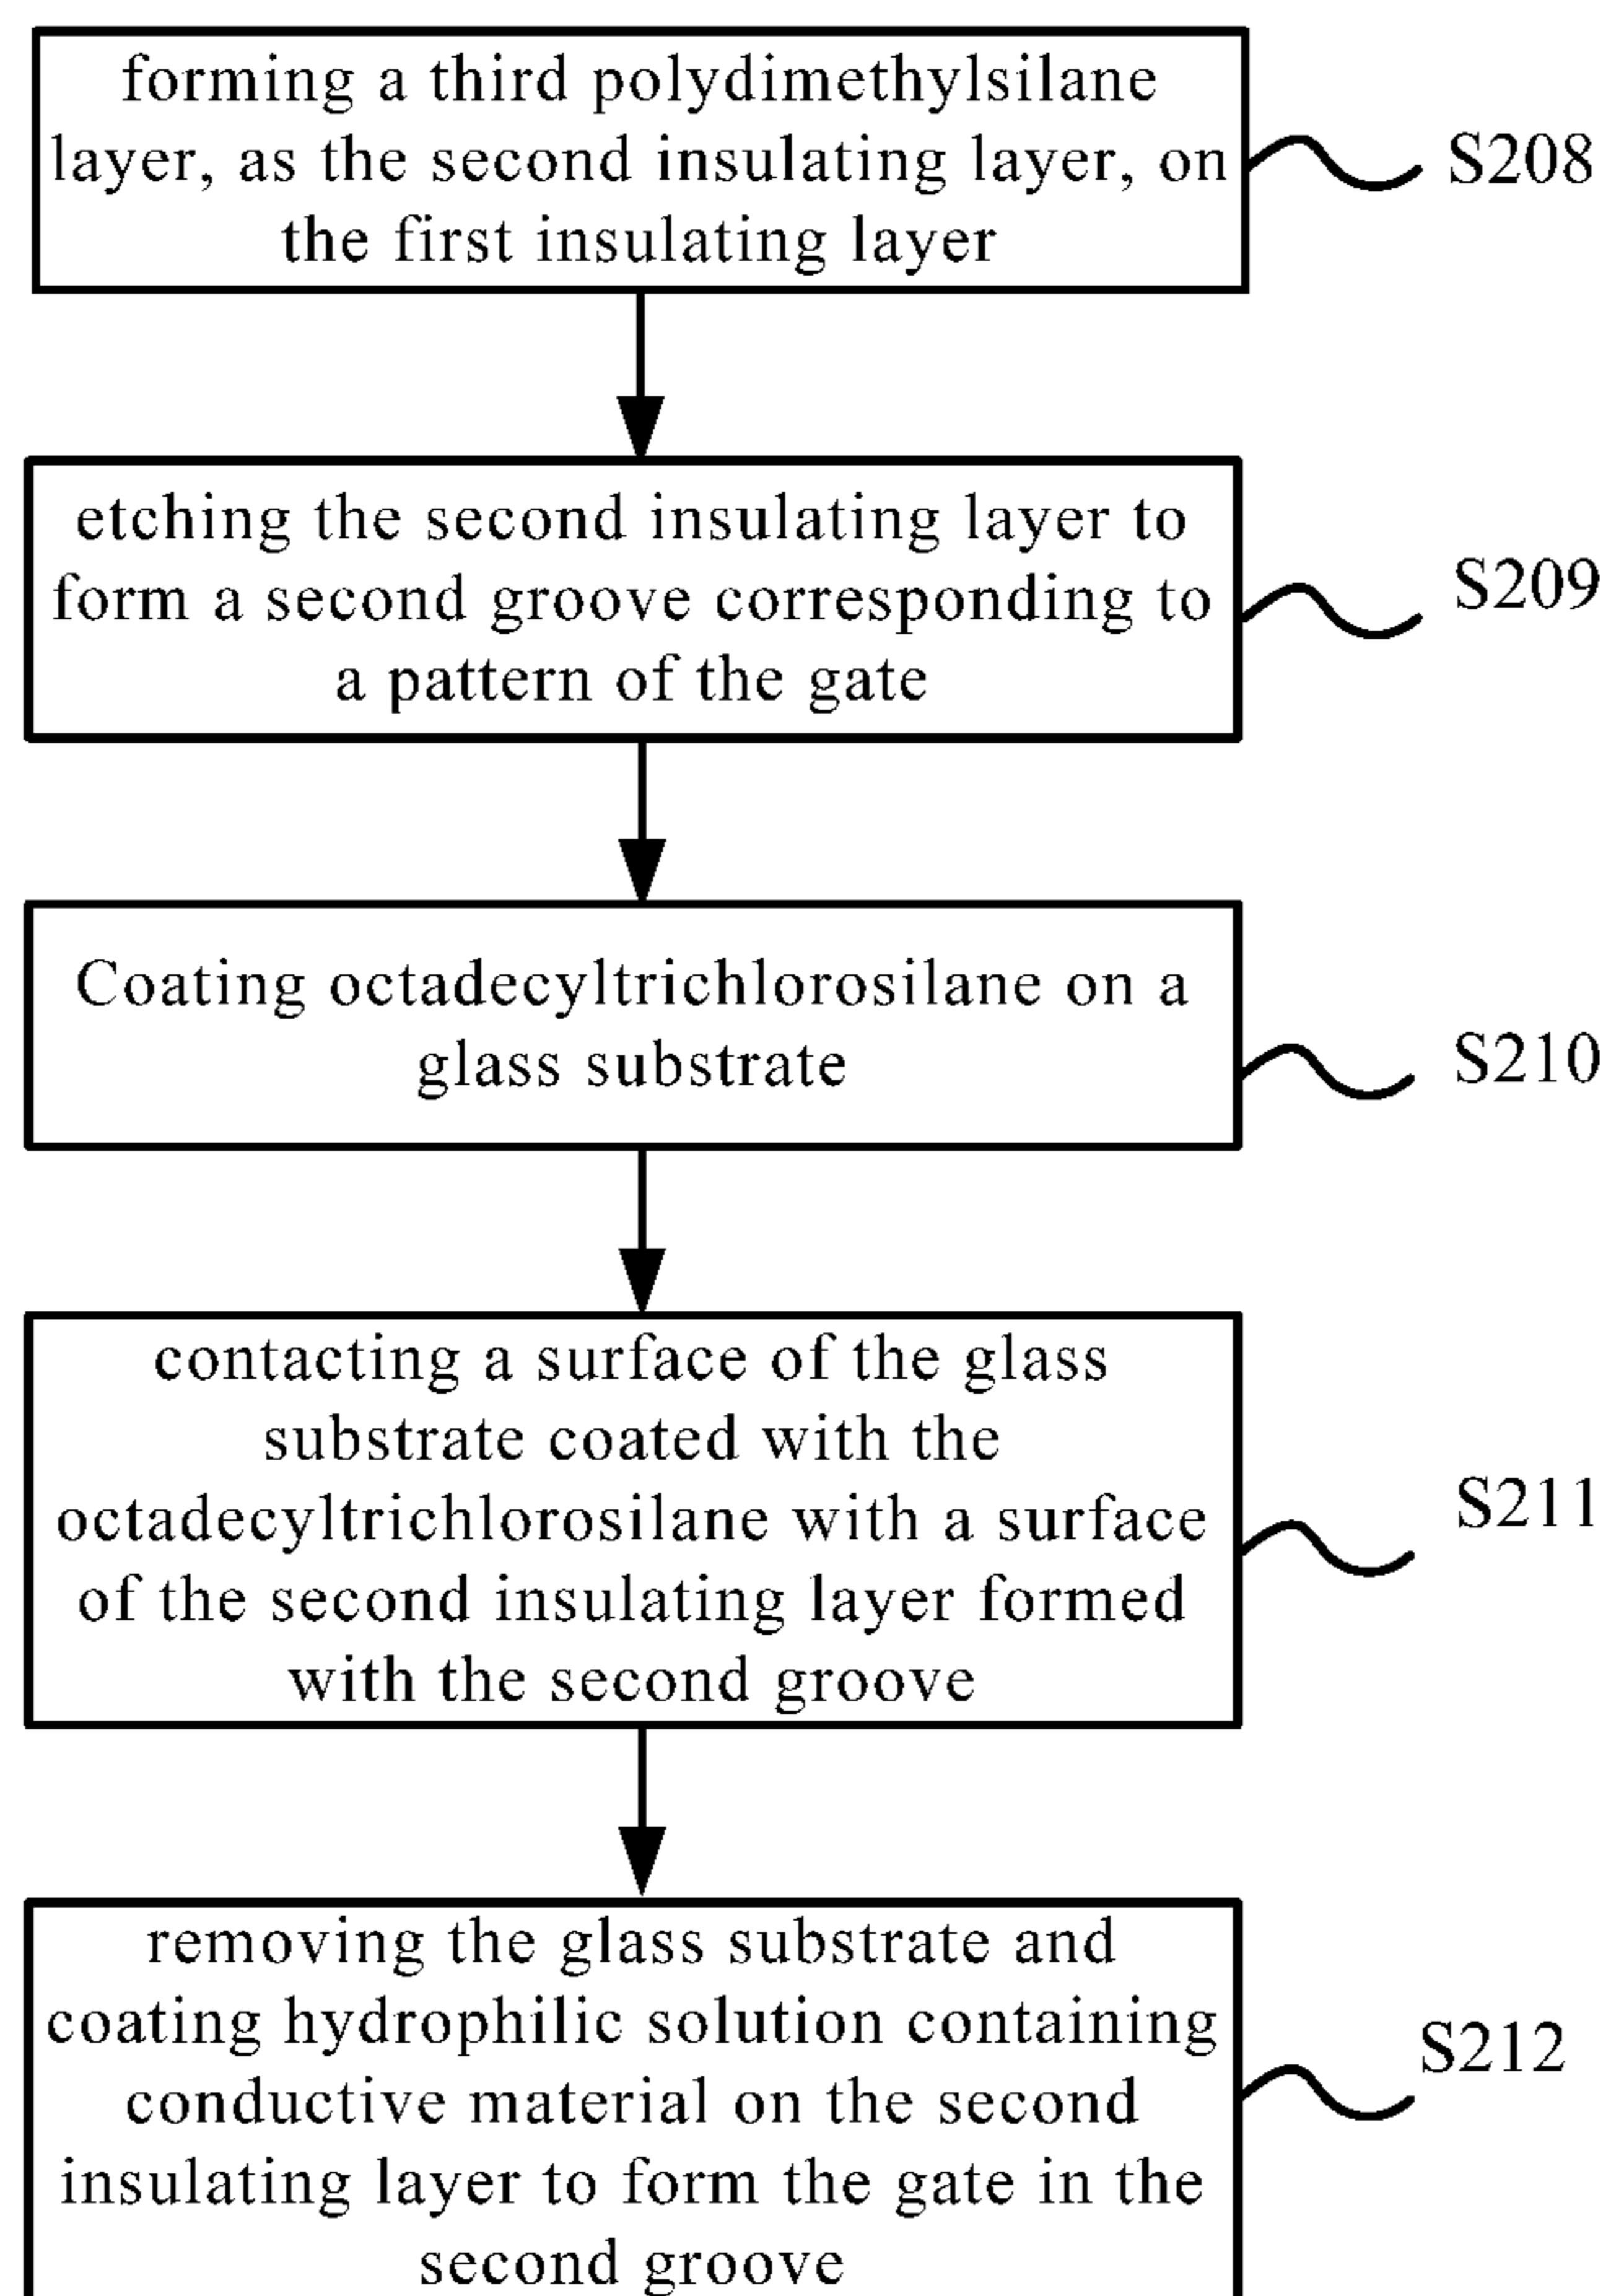 forming a third polydimethylsilane
layer, as the second insulating layer, on
the first insulating layer
S208
etching the second insulating layer to
form a second groove corresponding to
a pattern of the gate
S209
Coating octadecyltrichlorosilane on a
glass substrate
S210
contacting a surface of the glass
substrate coated with the
octadecyltrichlorosilane with a surface
of the second insulating layer formed
with the second groove
S211
removing the glass substrate and
coating hydrophilic solution containing
conductive material on the second
insulating layer to form the gate in the
second groove
S212